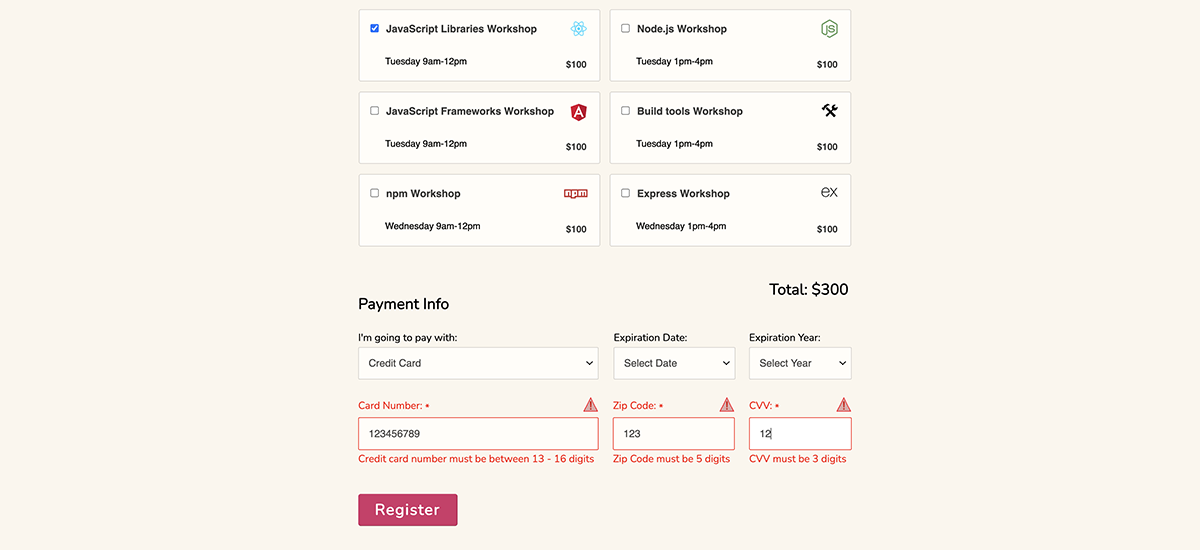 JavaScript Libraries Workshop
Tuesday 9am-12pm
$100
Node.js Workshop
JS
Tuesday 1pm-4pm
$100
JavaScript Frameworks Workshop
A
Tuesday 9am-12pm
$100
Build tools Workshop
Tuesday 1pm-4pm
$100
npm Workshop
npm
Wednesday 9am-12pm
$100
Express Workshop
ex
Wednesday 1pm-4pm
$100
Total: $300
Payment Info
I'm going to pay with:
Expiration Date:
Expiration Year:
Credit Card
Select Date
Select Year
Card Number: *
Zip Code: *
CVV: *
123456789
123
12
Credit card number must be between 13 - 16 digits
Zip Code must be 5 digits
CVV must be 3 digits
Register